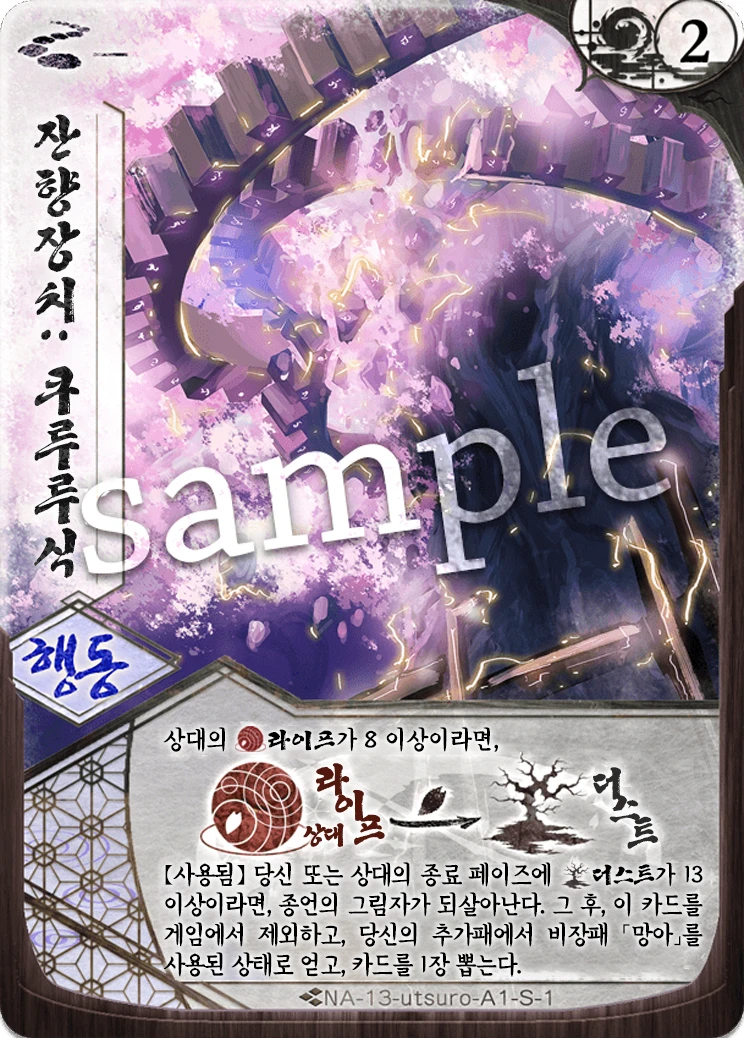 2
잔향장치: 쿠루루식
sample
행동
상대의 라이프가 8 이상이라면,
상대 라이프
더스트
【사용됨】 당신 또는 상대의 종료 페이즈에 더스트가 13
이상이라면, 종언의 그림자가 되살아난다. 그 후, 이 카드를
게임에서 제외하고, 당신의 추가패에서 비장패 「망아」를
사용된 상태로 얻고, 카드를 1장 뽑는다.
NA-13-utsuro-A1-S-1